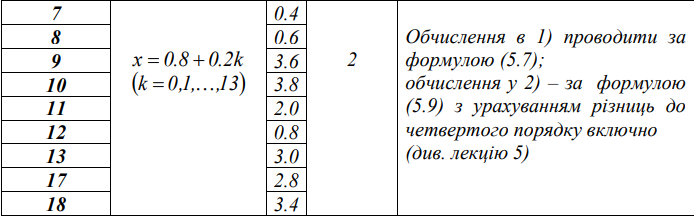 7 0.4
8 0.6 Обчислення в 1) проводити за
9 x = 0.8 + 0.2k 3.6 2 формулою (5.7);
10 (k = 0,1,...,13) 3.8 обчислення у 2) – за формулою
11 2.0 (5.9) з урахуванням різниць до
12 0.8 четвертого порядку включно
13 3.0 (див. лекцію 5)
17 2.8
18 3.4